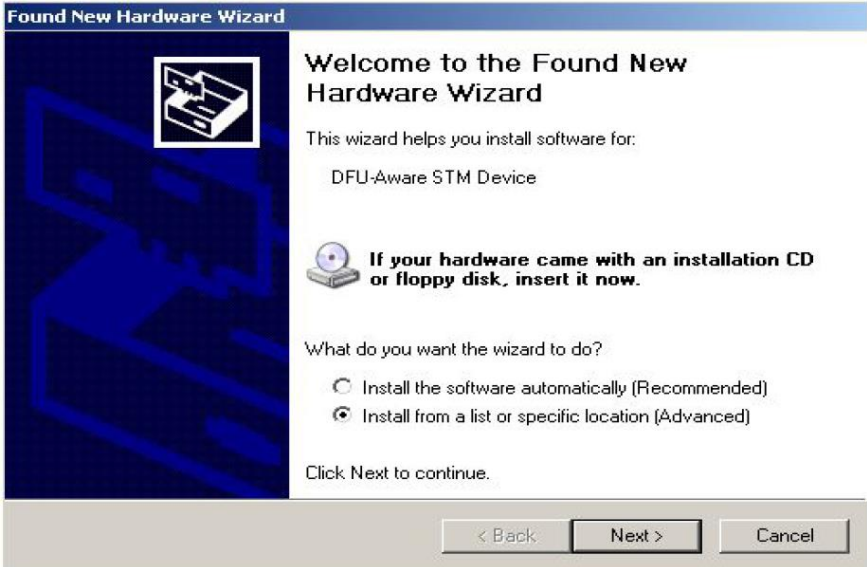 Found New Hardware Wizard
Welcome to the Found New
Hardware Wizard
This wizard helps you install software for:
DFU-Aware STM Device
If your hardware came with an installation CD
or floppy disk, insert it now.
What do you want the wizard to do?
Install the software automatically (Recommended)
Install from a list or specific location (Advanced)
Click Next to continue.
< Back Next > Cancel